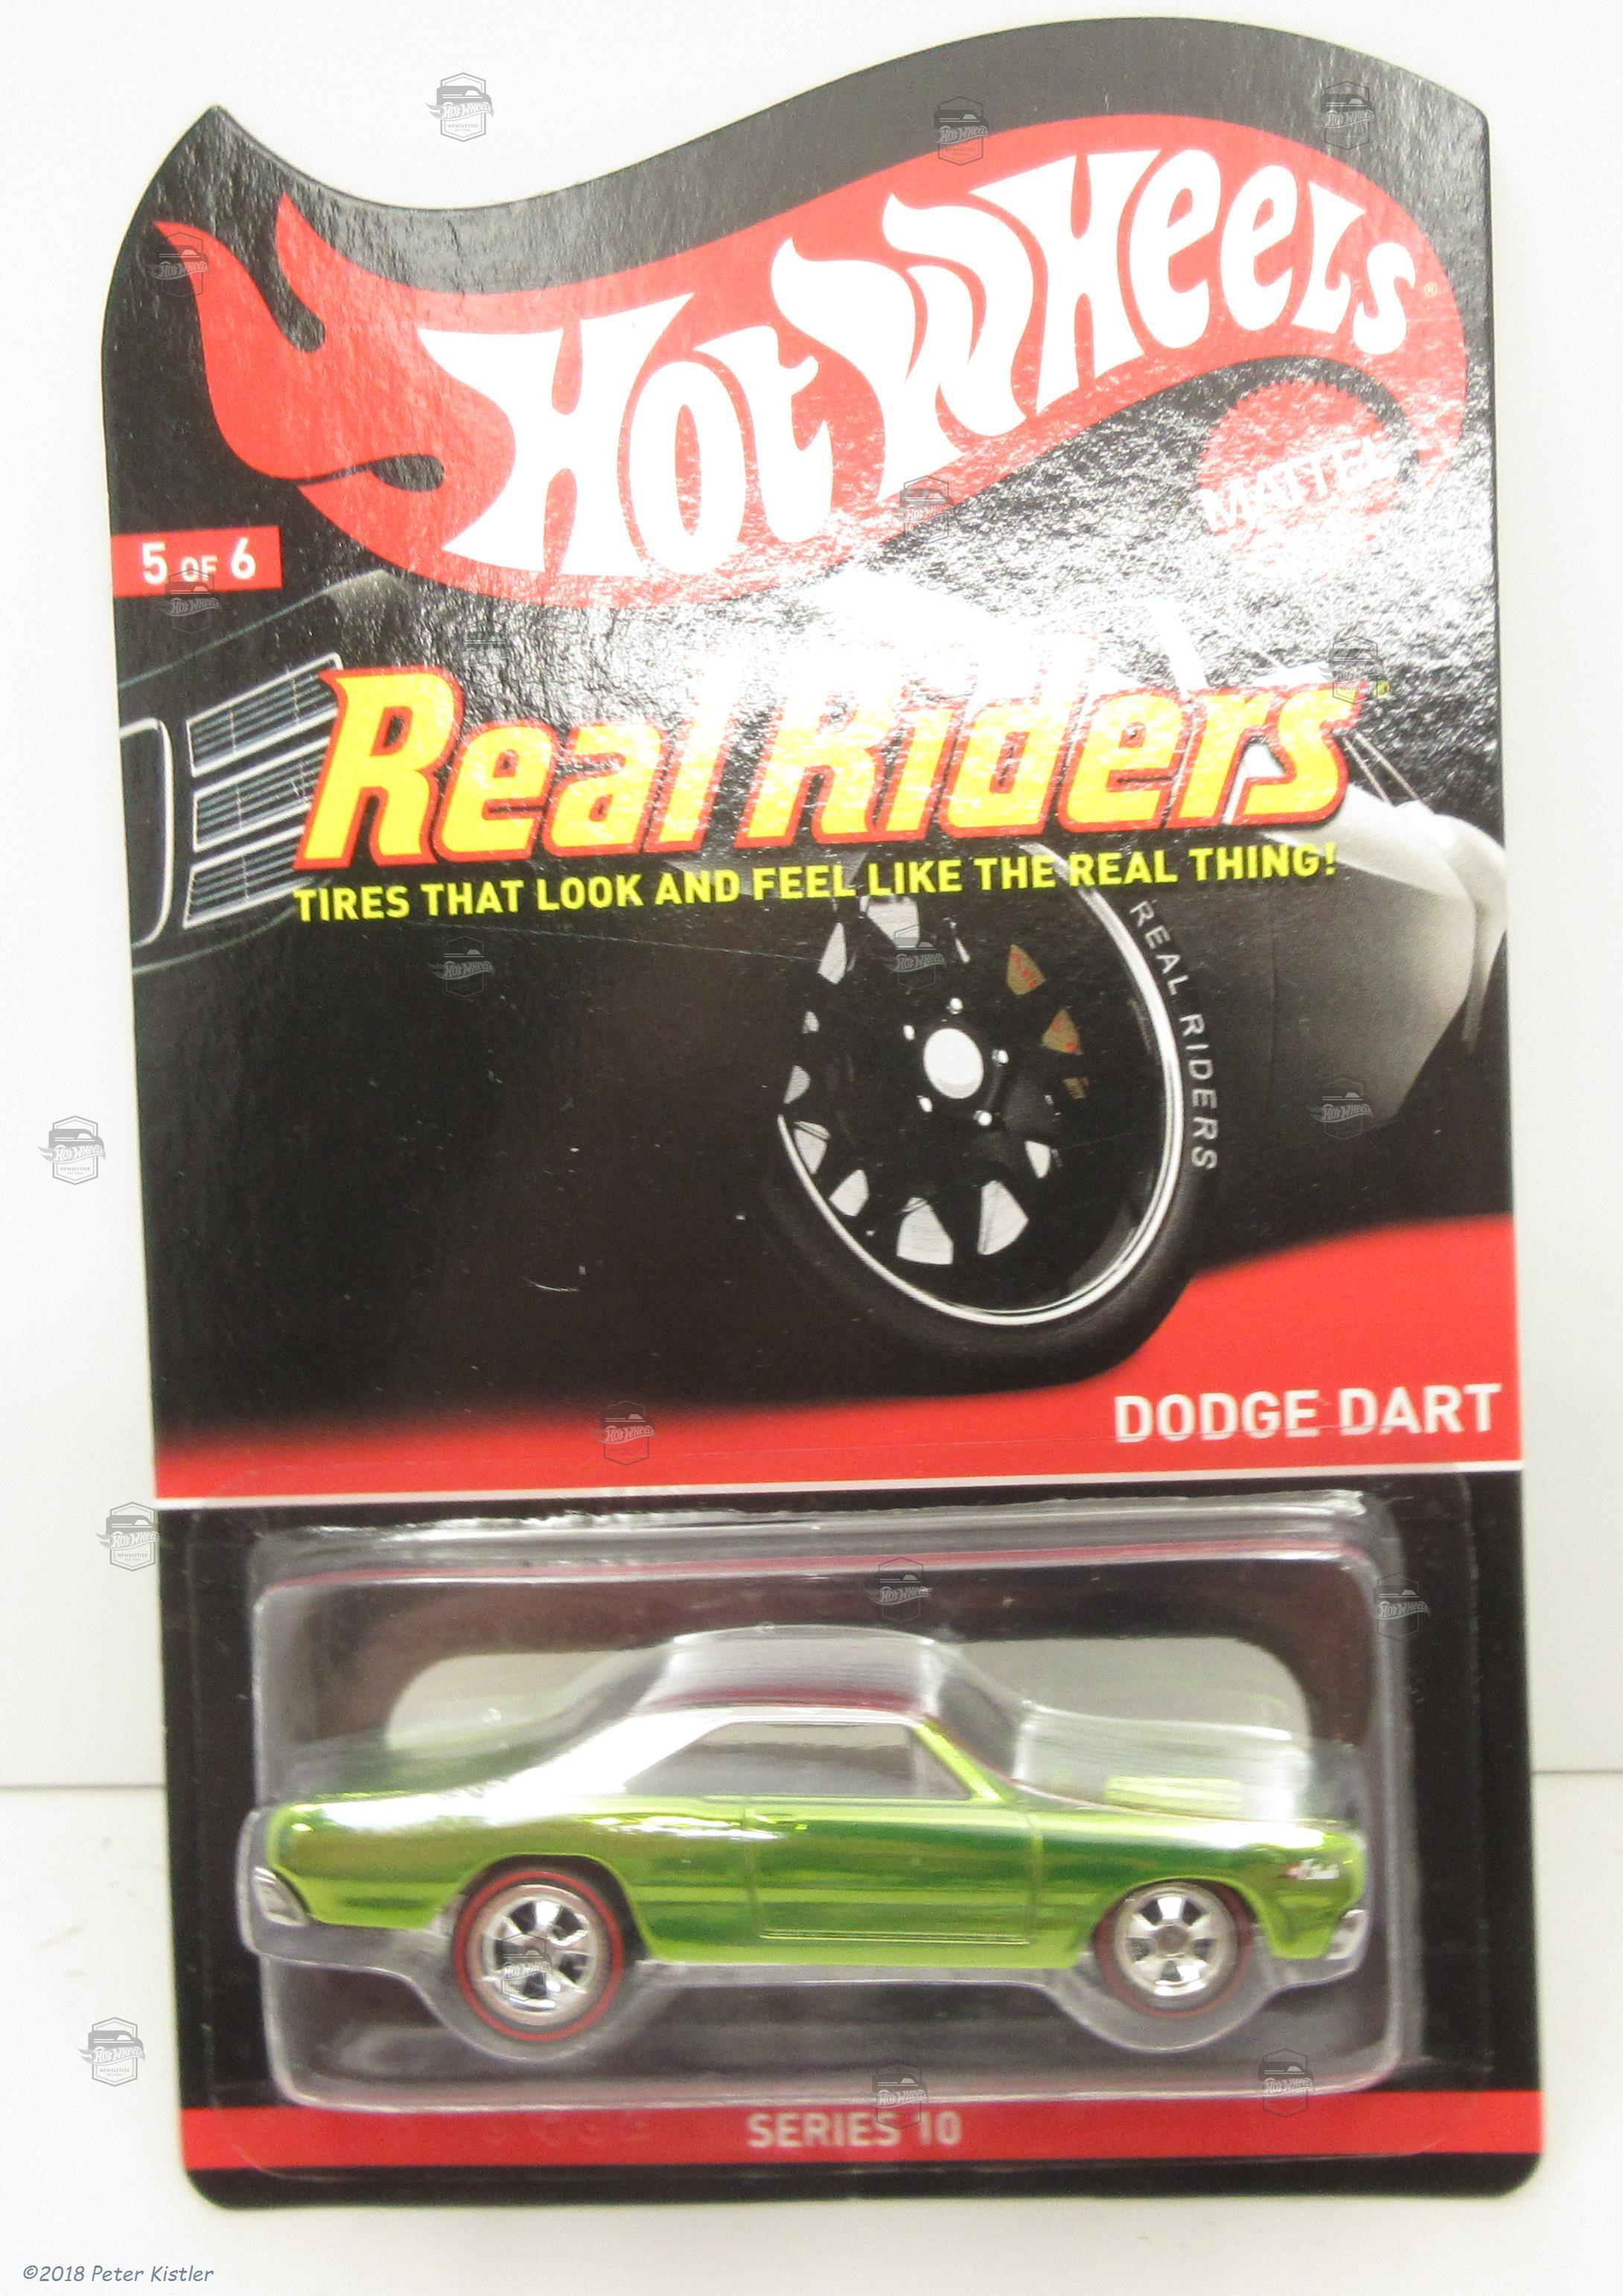 Hot Wheels®
MATTEL
5 OF 6
Real Riders®
TIRES THAT LOOK AND FEEL LIKE THE REAL THING!
REAL RIDERS
DODGE DART
SERIES 10
©2018 Peter Kistler